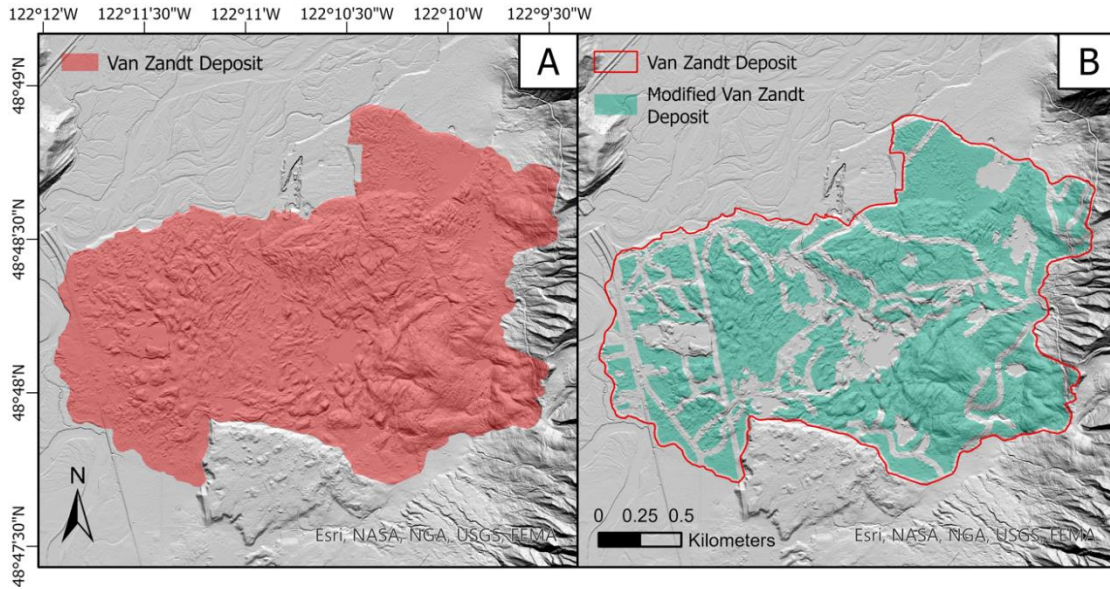 122°12'W 122°11'30"W 122°11'W 122°10'30"W 122°10'W 122°9'30"W
Van Zandt Deposit
A
Van Zandt Deposit
Modified Van Zandt
Deposit
B
48°49'N
48°48'30"N
48°48'N
48°47'30"N
N
0 0.25 0.5
Kilometers
Esri, NASA, NGA, USGS, FEMA
Esri, NASA, NGA, USGS, FEMA